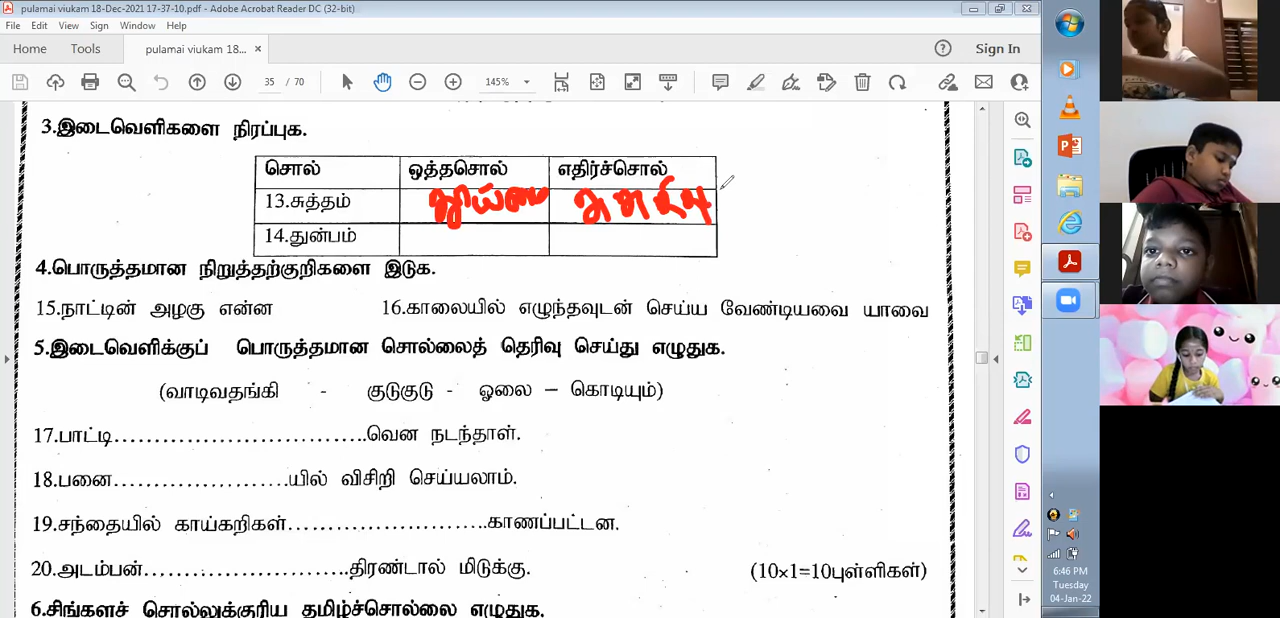 pulamai viukam 18-Dec-2021 17-37-10.pdf - Adobe Acrobat Reader DC (32-bit)
File Edit View Sign Window Help
Home Tools pulamai viukam 18... × Sign In
35 / 70 145%
3.இடைவெளிகளை நிரப்புக.
சொல் ஒத்தசொல் எதிர்ச்சொல்
13.சுத்தம் தூய்மை
14.துன்பம்
4.பொருத்தமான நிறுத்தற்குறிகளை இடுக.
15.நாட்டின் அழகு என்ன 16.காலையில் எழுந்தவுடன் செய்ய வேண்டியவை யாவை
5.இடைவெளிக்குப் பொருத்தமான சொல்லைத் தெரிவு செய்து எழுதுக.
(வாடிவதங்கி - குடுகுடு - ஓலை – கொடியும்)
17.பாட்டி................................வென நடந்தாள்.
18.பனை......................யில் விசிறி செய்யலாம்.
19.சந்தையில் காய்கறிகள்.........................காணப்பட்டன.
20.அடம்பன்..........................திரண்டால் மிடுக்கு. (10×1=10புள்ளிகள்)
6.சிங்களச் சொல்லுக்குரிய தமிழ்ச்சொல்லை எழுதுக.
6:46 PM
Tuesday
04-Jan-22